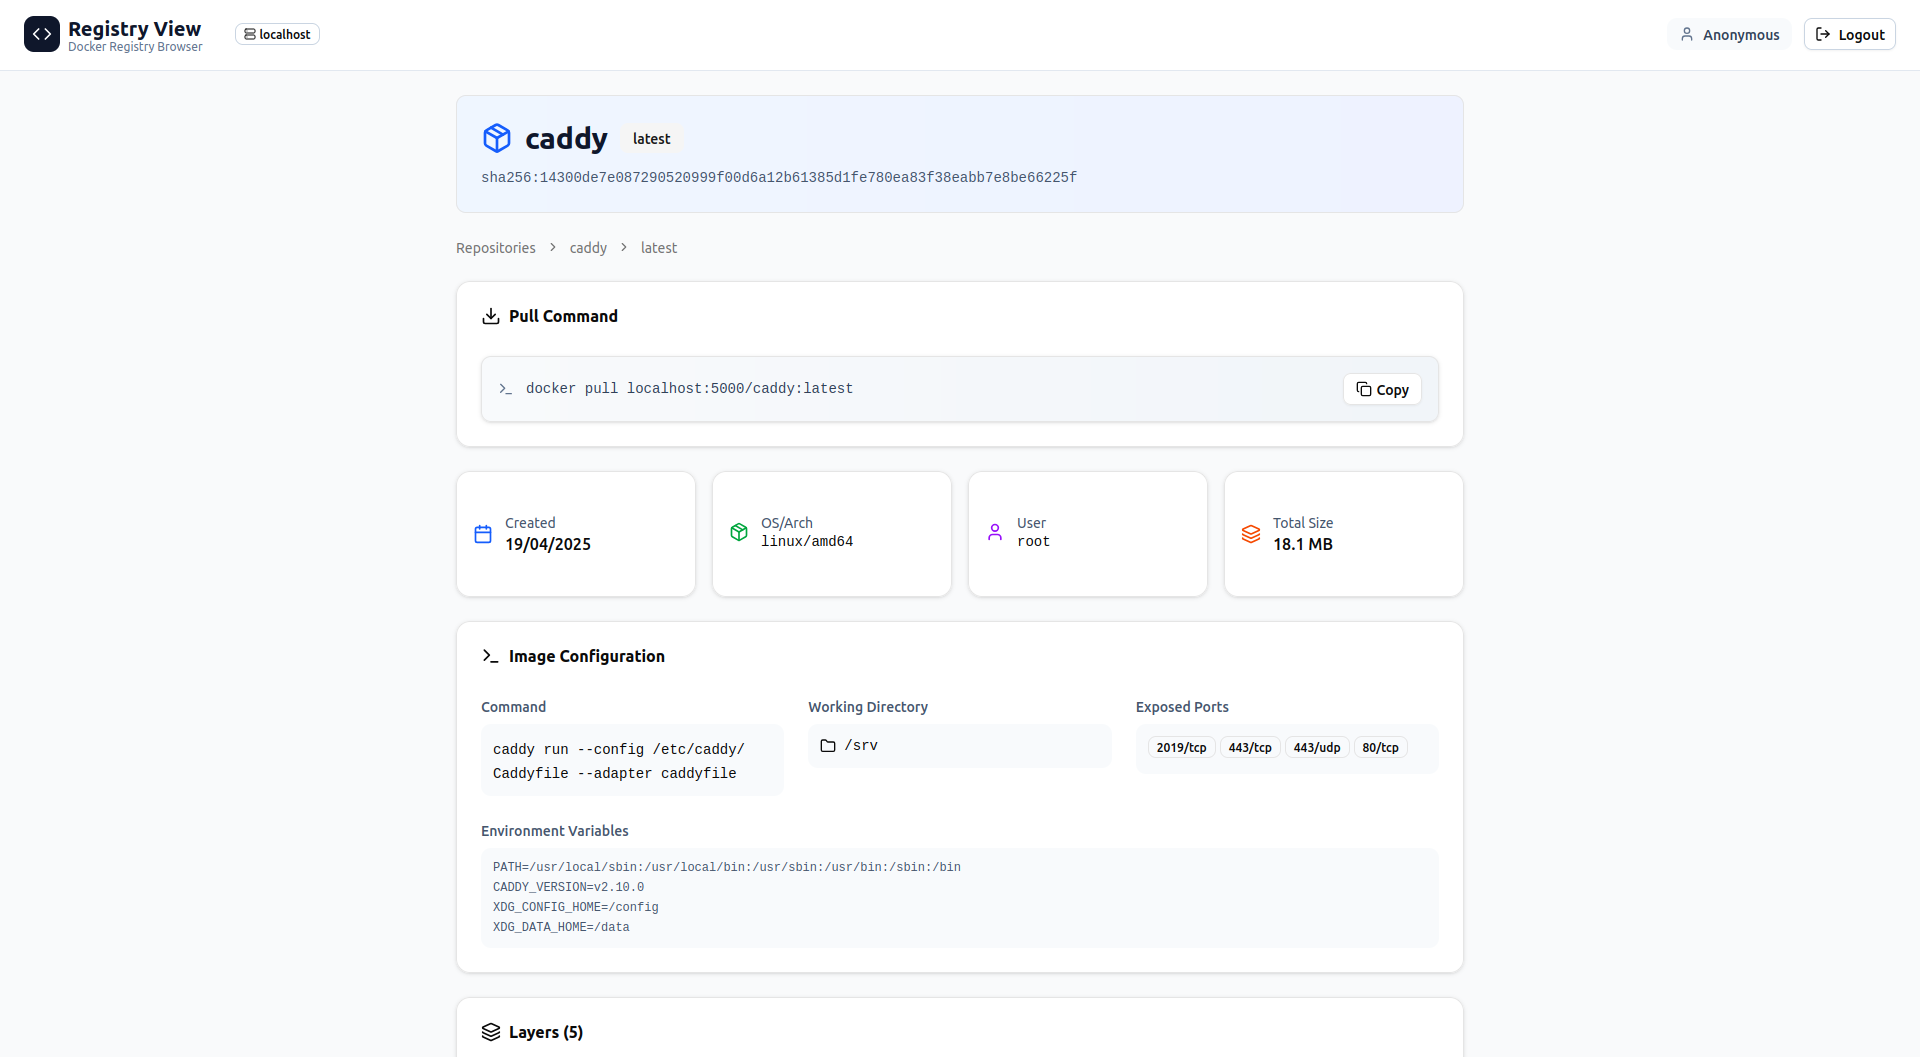 Registry View
Docker Registry Browser
localhost
Anonymous
Logout
caddy
latest
sha256:14300de7e087290520999f00d6a12b61385d1fe780ea83f38eabb7e8be66225f
Repositories > caddy > latest
Pull Command
docker pull localhost:5000/caddy:latest
Copy
Created
19/04/2025
OS/Arch
linux/amd64
User
root
Total Size
18.1 MB
Image Configuration
Command
caddy run --config /etc/caddy/
Caddyfile --adapter caddyfile
Working Directory
/srv
Exposed Ports
2019/tcp 443/tcp 443/udp 80/tcp
Environment Variables
PATH=/usr/local/sbin:/usr/local/bin:/usr/sbin:/usr/bin:/sbin:/bin
CADDY_VERSION=v2.10.0
XDG_CONFIG_HOME=/config
XDG_DATA_HOME=/data
Layers (5)